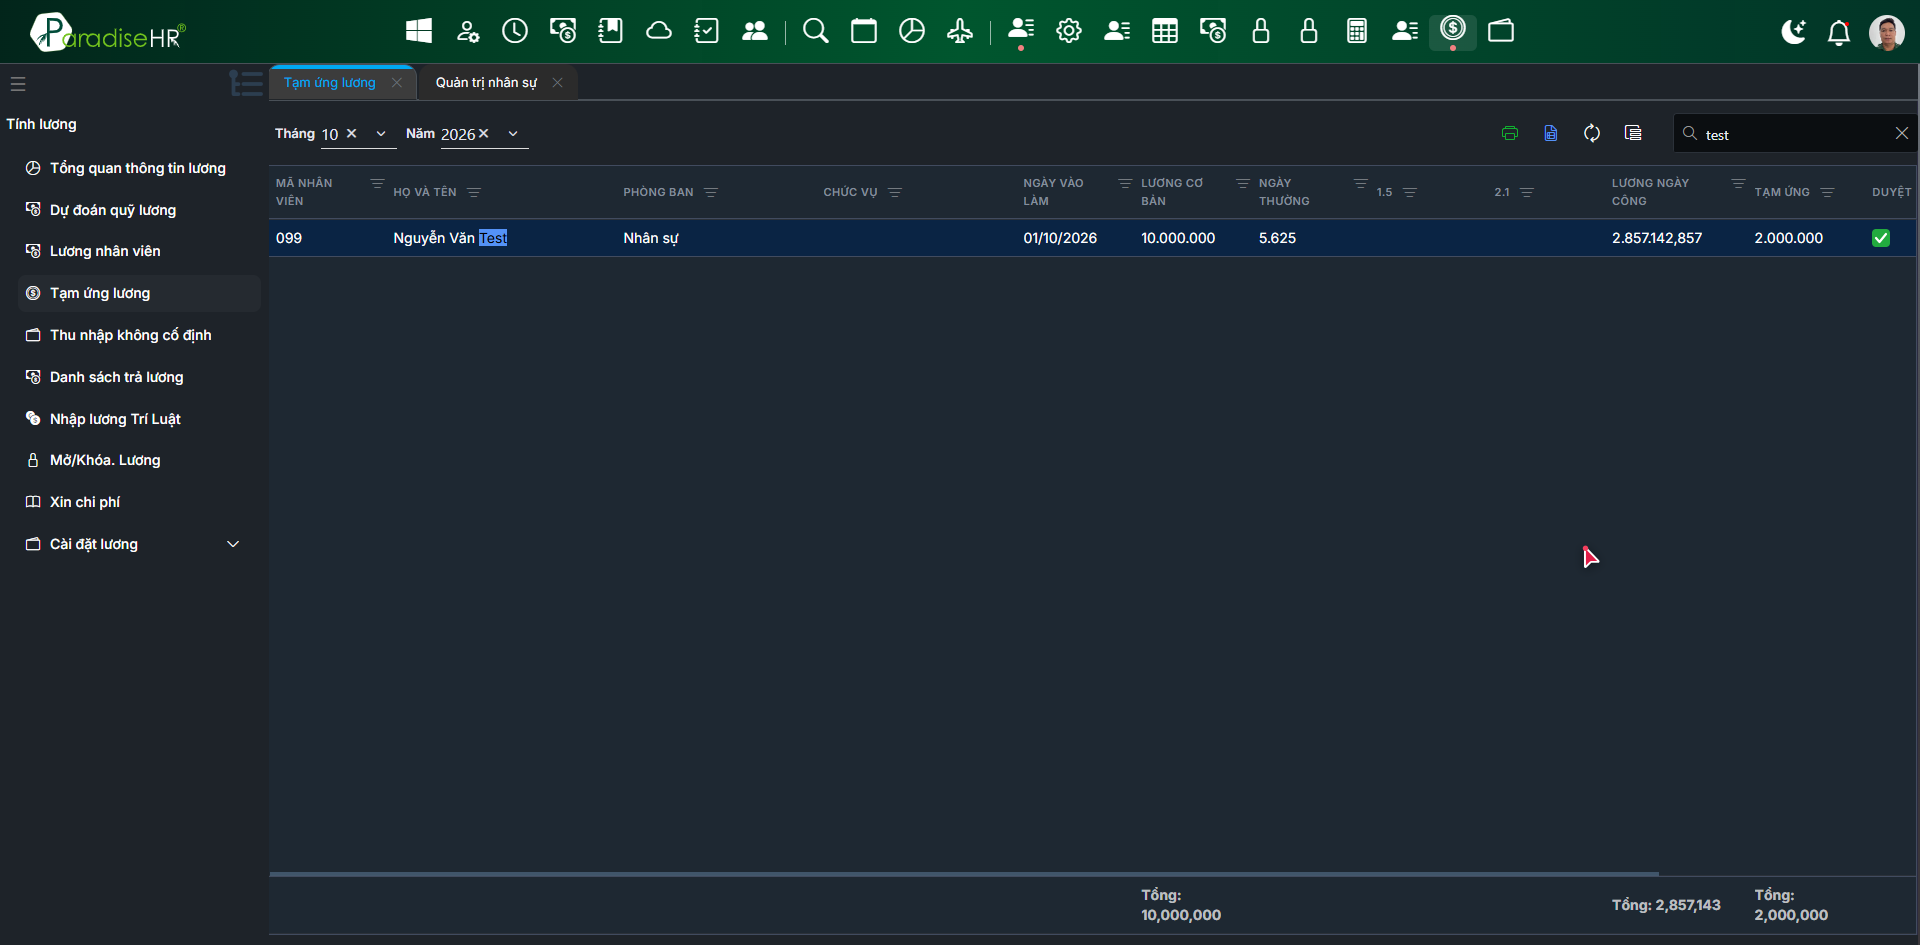 ParadiseHR®
Tính lương
Tổng quan thông tin lương
Dự đoán quỹ lương
Lương nhân viên
Tạm ứng lương
Thu nhập không cố định
Danh sách trả lương
Nhập lương Trí Luật
Mở/Khóa. Lương
Xin chi phí
Cài đặt lương
Tạm ứng lương Quản trị nhân sự
Tháng 10 Năm 2026 test
MÃ NHÂN VIÊN HỌ VÀ TÊN PHÒNG BAN CHỨC VỤ NGÀY VÀO LÀM LƯƠNG CƠ BẢN NGÀY THƯỜNG 1.5 2.1 LƯƠNG NGÀY CÔNG TẠM ỨNG DUYỆT
099 Nguyễn Văn Test Nhân sự 01/10/2026 10.000.000 5.625 2.857.142,857 2.000.000
Tổng: 10,000,000 Tổng: 2,857,143 Tổng: 2,000,000